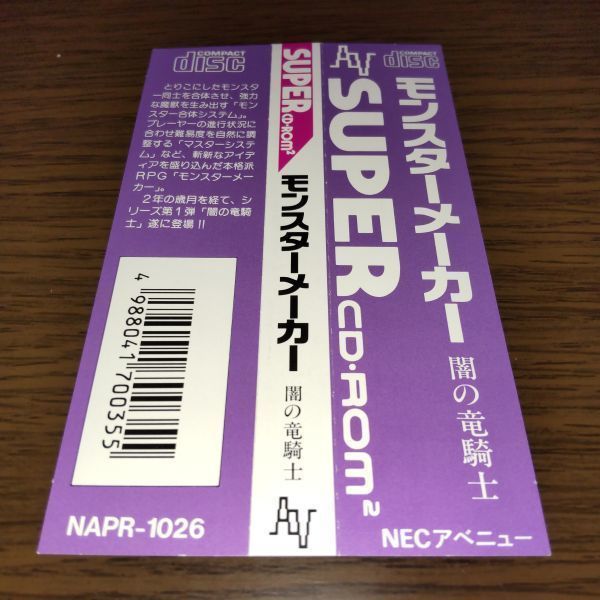 COMPACT
disc
とりこにしたモンスタ
ー同士を合体させ、強力
な魔獣を生み出す「モン
スター合体システム」。
プレーヤーの進行状況に
合わせ難易度を自然に調
整する「マスターシステ
ム」など、斬新なアイデ
ィアを盛り込んだ本格派
RPG「モンスターメー
カー」。
2年の歳月を経て、シ
リーズ第1弾「闇の竜騎
士」遂に登場!!
4988041700355
NAPR-1026
SUPER
CD-ROM2
モンスターメーカー
闇の竜騎士
AV
AV
SUPER
CD・ROM2
COMPACT
disc
モンスターメーカー
闇の竜騎士
NECアベニュー